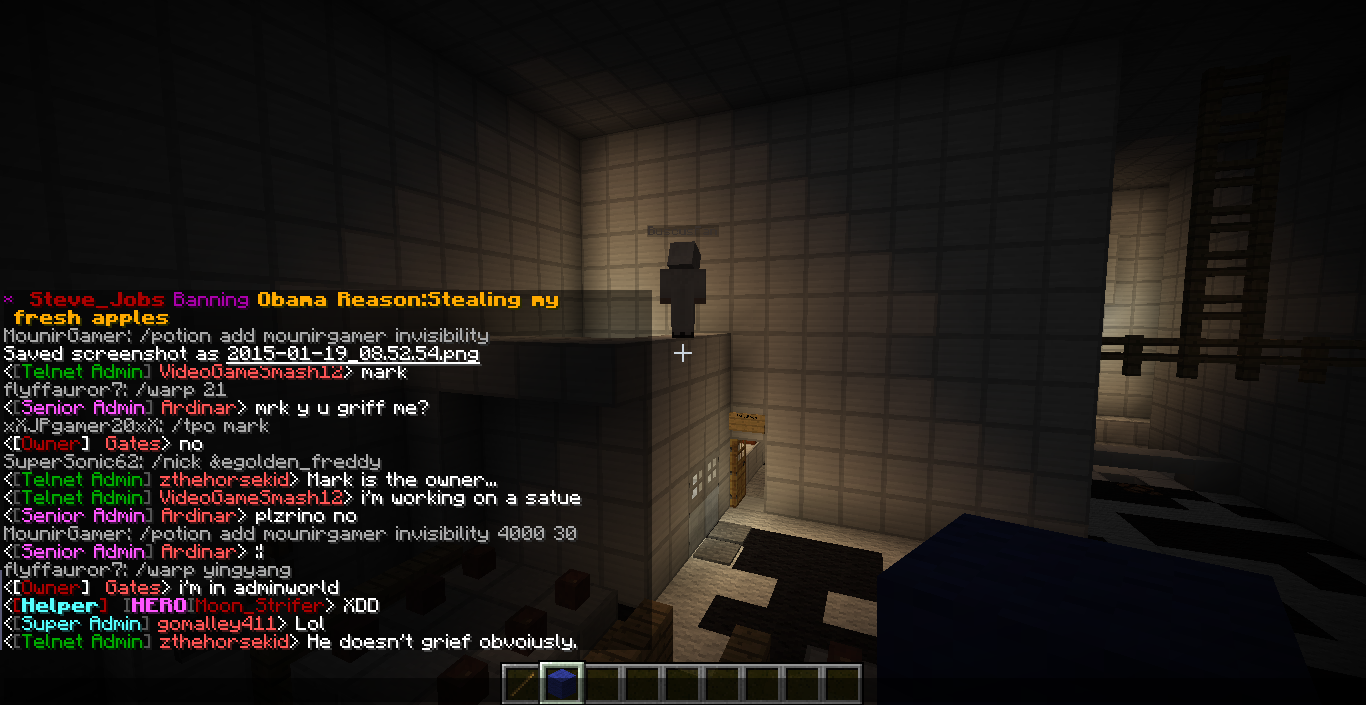 * Steve_Jobs Banning Obama Reason:Stealing my
fresh apples
MounirGamer: /potion add mounirgamer invisibility
Saved screenshot as 2015-01-19_08.52.54.png
<[Telnet Admin] VideoGameSmash12> mark
flyffauror7: /warp 21
<[Senior Admin] Ardinar> mrk y u griff me?
xXJPgamer20xX: /tpo mark
<[Owner] Gates> no
SuperSonic62: /nick &egolden_freddy
<[Telnet Admin] zthehorsekid> Mark is the owner...
<[Telnet Admin] VideoGameSmash12> i'm working on a satue
<[Senior Admin] Ardinar> plzrino no
MounirGamer: /potion add mounirgamer invisibility 4000 30
<[Senior Admin] Ardinar> :[
flyffauror7: /warp yingyang
<[Owner] Gates> i'm in adminworld
<[Helper] [HERO]Moon_Strifer> XDD
<[Super Admin] gomalley411> Lol
<[Telnet Admin] zthehorsekid> He doesn't grief obvoiusly.